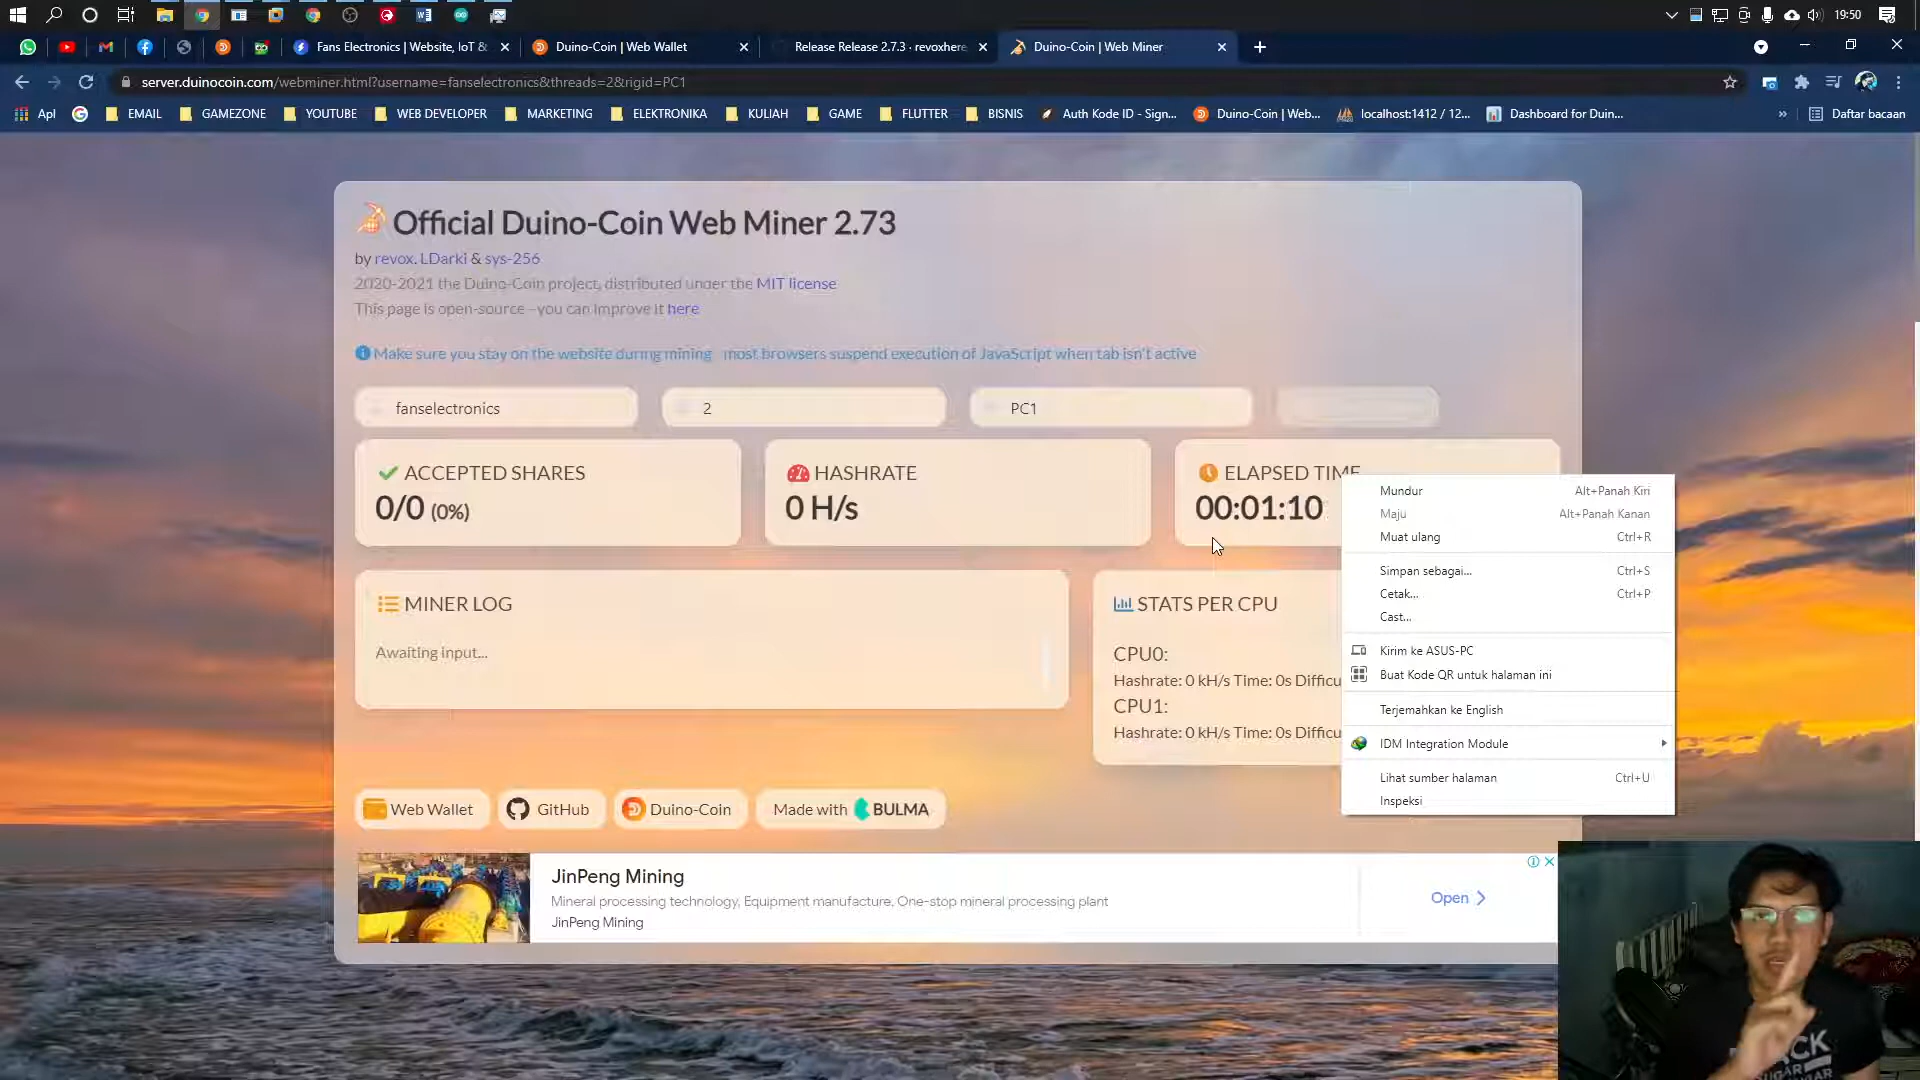 19:50
Fans Electronics | Website, IoT &
Duino-Coin | Web Wallet
Release Release 2.7.3 · revoxhere
Duino-Coin | Web Miner
server.duinocoin.com/webminer.html?username=fanselectronics&threads=2&rigid=PC1
Apl
EMAIL
GAMEZONE
YOUTUBE
WEB DEVELOPER
MARKETING
ELEKTRONIKA
KULIAH
GAME
FLUTTER
BISNIS
Auth Kode ID - Sign...
Duino-Coin | Web...
localhost:1412 / 12...
Dashboard for Duin...
Daftar bacaan
Official Duino-Coin Web Miner 2.73
by revox, LDarki & sys-256
2020-2021 the Duino-Coin project, distributed under the MIT license
This page is open-source - you can improve it here
Make sure you stay on the website during mining - most browsers suspend execution of JavaScript when tab isn't active
fanselectronics
2
PC1
ACCEPTED SHARES
0/0 (0%)
HASHRATE
0 H/s
ELAPSED TIME
00:01:10
MINER LOG
Awaiting input...
STATS PER CPU
CPU0:
Hashrate: 0 kH/s Time: 0s Difficu
CPU1:
Hashrate: 0 kH/s Time: 0s Difficu
Mundur Alt+Panah Kiri
Maju Alt+Panah Kanan
Muat ulang Ctrl+R
Simpan sebagai... Ctrl+S
Cetak... Ctrl+P
Cast...
Kirim ke ASUS-PC
Buat Kode QR untuk halaman ini
Terjemahkan ke English
IDM Integration Module
Lihat sumber halaman Ctrl+U
Inspeksi
Web Wallet
GitHub
Duino-Coin
Made with BULMA
JinPeng Mining
Mineral processing technology, Equipment manufacture, One-stop mineral processing plant
JinPeng Mining
Open